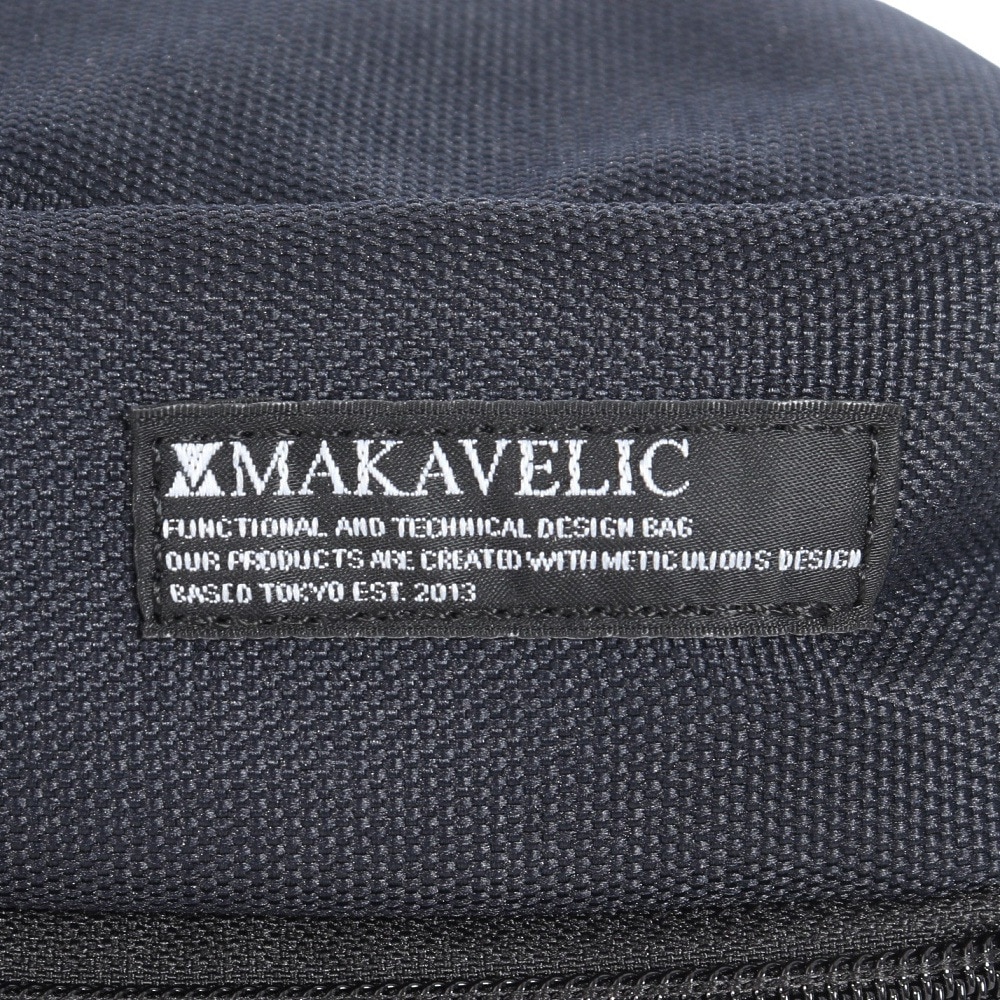 MAKAVELIC
FUNCTIONAL AND TECHNICAL DESIGN BAG
OUR PRODUCTS ARE CREATED WITH METICULIOUS DESIGN
BASED TOKYO EST. 2013